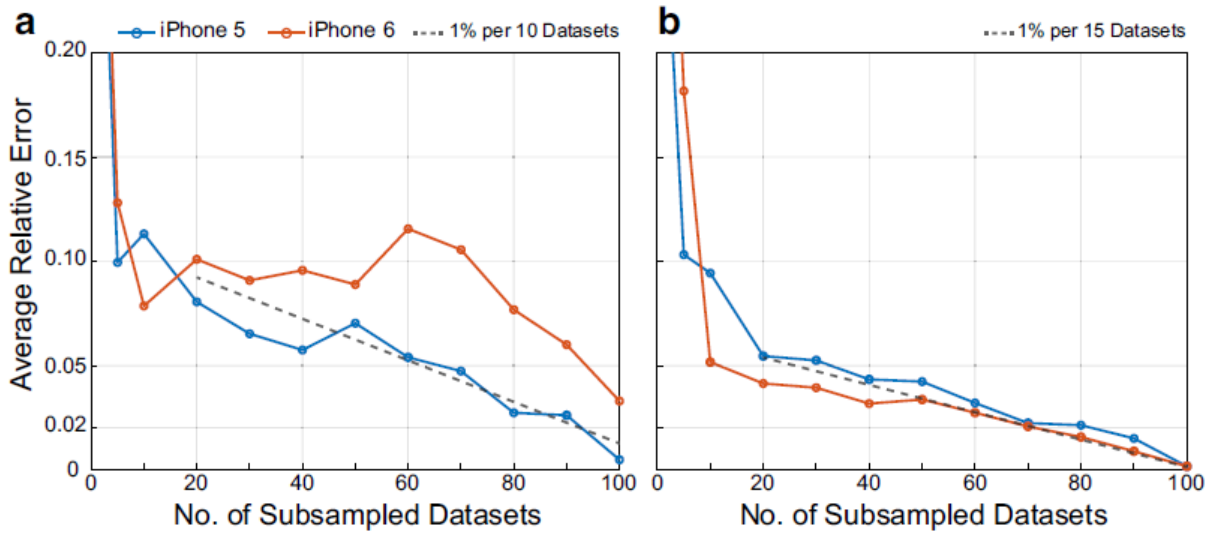 a
iPhone 5
iPhone 6
1% per 10 Datasets
b
1% per 15 Datasets
Average Relative Error
0.20
0.15
0.10
0.05
0.02
0
0 20 40 60 80 100
No. of Subsampled Datasets
0 20 40 60 80 100
No. of Subsampled Datasets